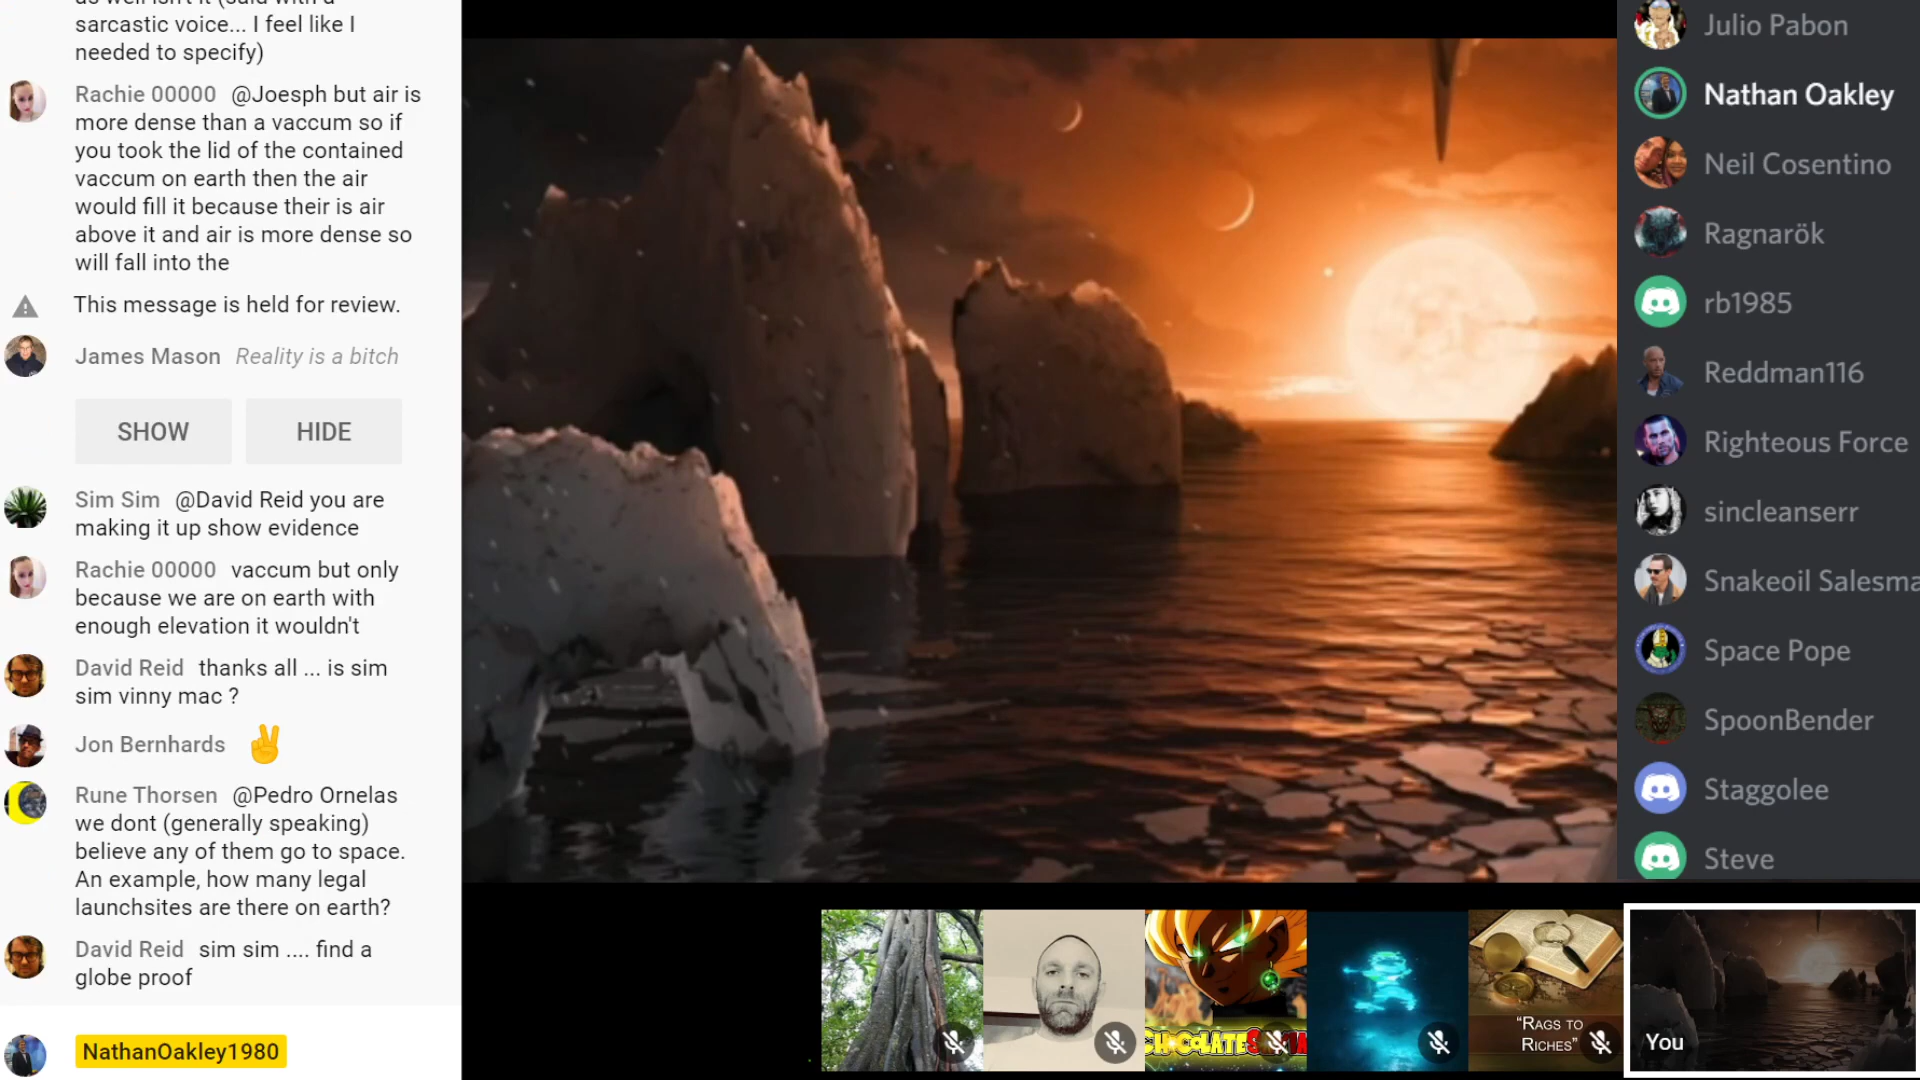 as well isn't it (said with a
sarcastic voice... I feel like I
needed to specify)
Rachie 00000 @Joesph but air is
more dense than a vaccum so if
you took the lid of the contained
vaccum on earth then the air
would fill it because their is air
above it and air is more dense so
will fall into the
This message is held for review.
James Mason Reality is a bitch
SHOW HIDE
Sim Sim @David Reid you are
making it up show evidence
Rachie 00000 vaccum but only
because we are on earth with
enough elevation it wouldn't
David Reid thanks all ... is sim
sim vinny mac ?
Jon Bernhards ✌
Rune Thorsen @Pedro Ornelas
we dont (generally speaking)
believe any of them go to space.
An example, how many legal
launchsites are there on earth?
David Reid sim sim .... find a
globe proof
NathanOakley1980
"RAGS TO
RICHES"
You
Julio Pabon
Nathan Oakley
Neil Cosentino
Ragnarök
rb1985
Reddman116
Righteous Force
sincleanserr
Snakeoil Salesma
Space Pope
SpoonBender
Staggolee
Steve